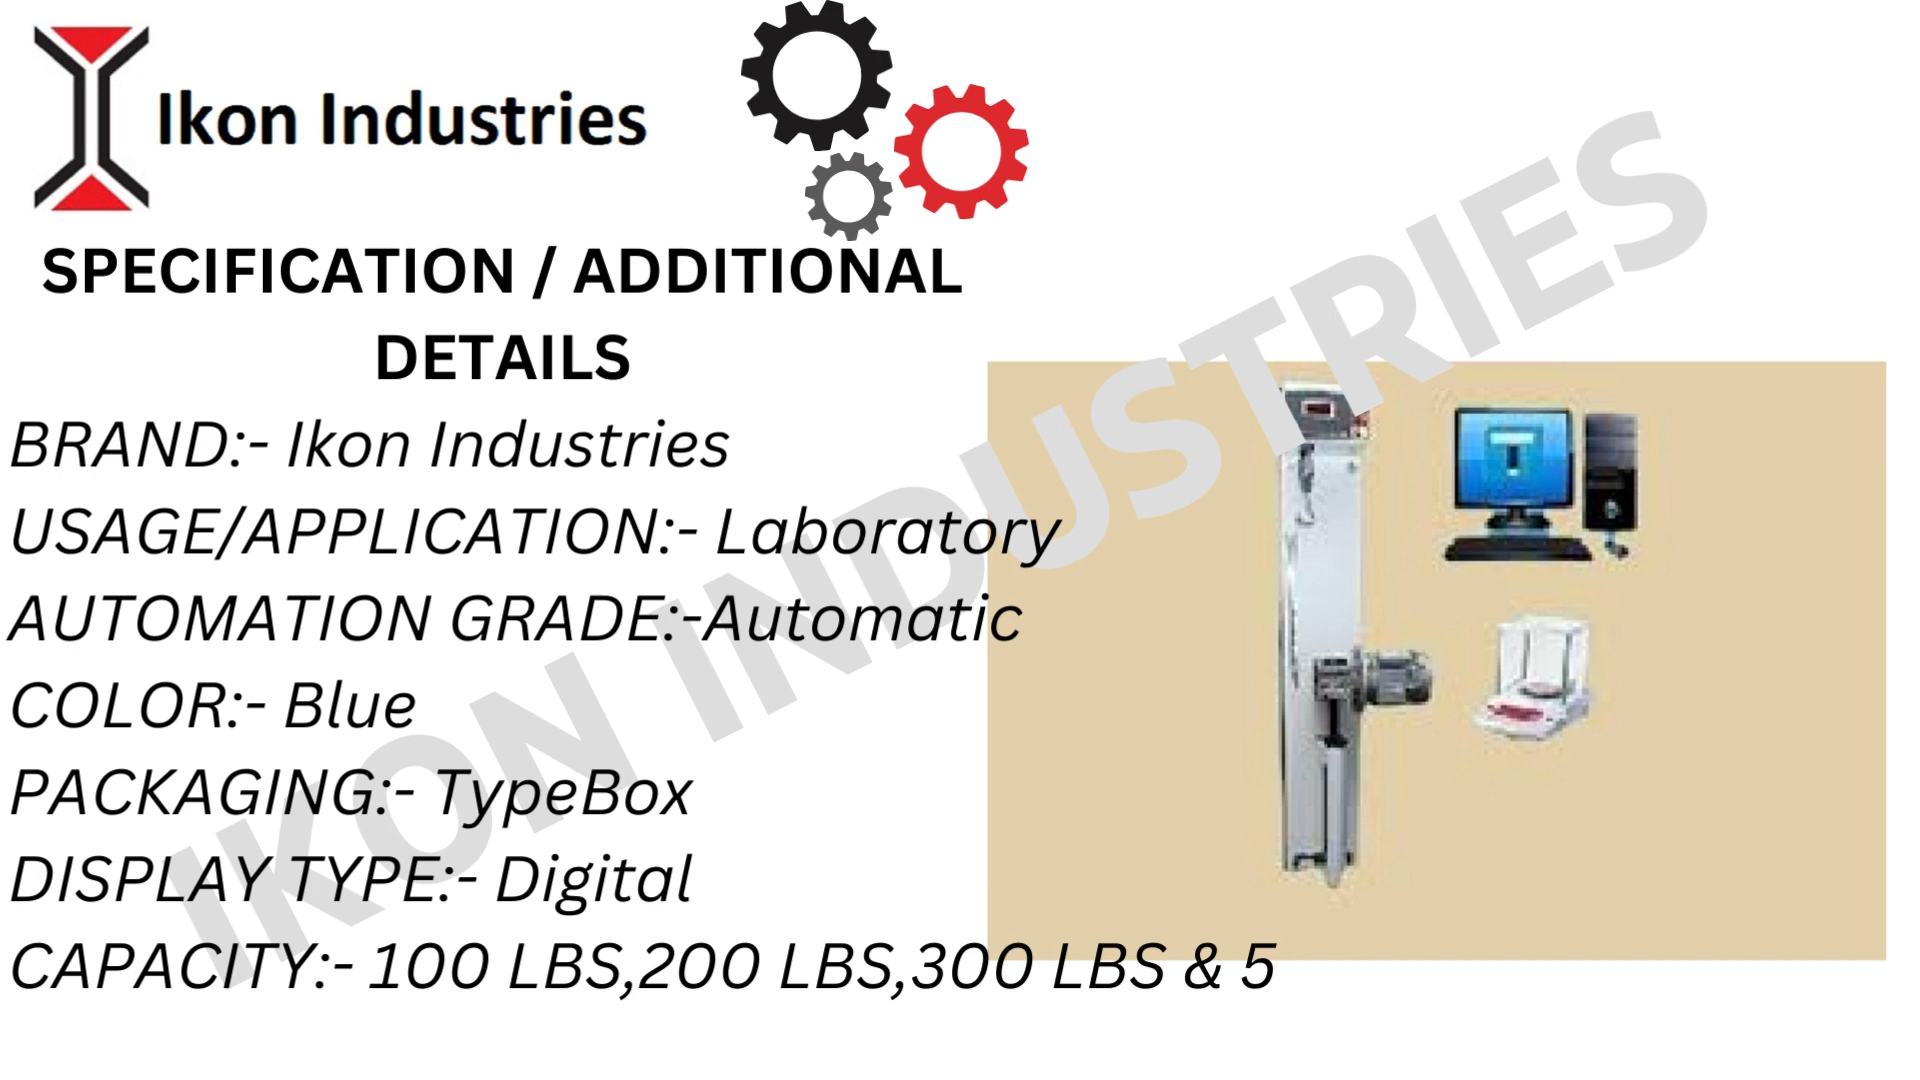 Ikon Industries
SPECIFICATION / ADDITIONAL
DETAILS
BRAND:- Ikon Industries
USAGE/APPLICATION:- Laboratory
AUTOMATION GRADE:-Automatic
COLOR:- Blue
PACKAGING:- TypeBox
DISPLAY TYPE:- Digital
CAPACITY:- 100 LBS,200 LBS,300 LBS & 5
IKON INDUSTRIES